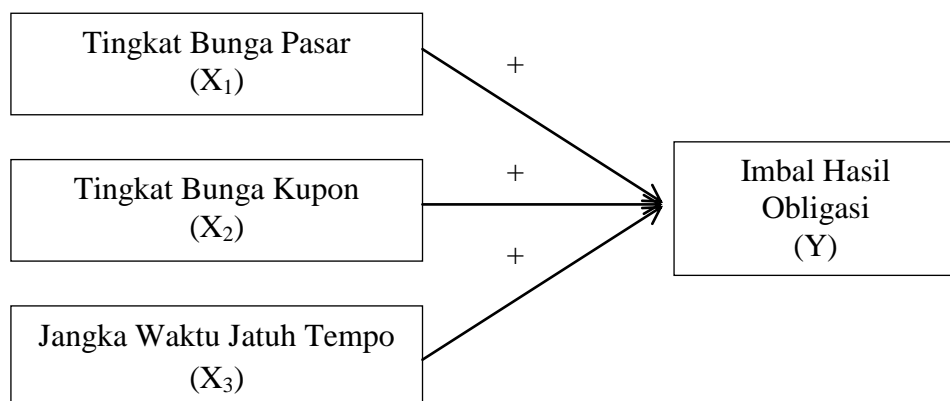 Tingkat Bunga Pasar
(X₁)
+
Tingkat Bunga Kupon
(X₂)
+
Imbal Hasil
Obligasi
(Y)
+
Jangka Waktu Jatuh Tempo
(X₃)